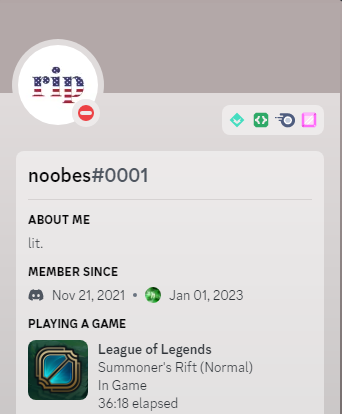 rip
noobes#0001
ABOUT ME
lit.
MEMBER SINCE
Nov 21, 2021 • Jan 01, 2023
PLAYING A GAME
League of Legends
Summoner's Rift (Normal)
In Game
36:18 elapsed